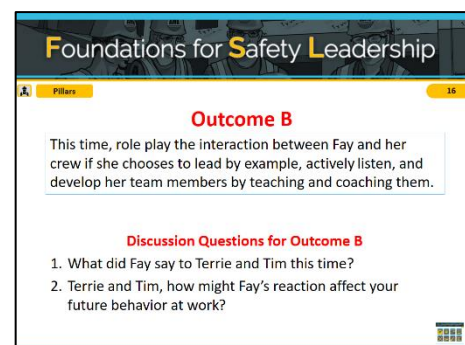 Foundations for Safety Leadership
Pillars
16
Outcome B
This time, role play the interaction between Fay and her
crew if she chooses to lead by example, actively listen, and
develop her team members by teaching and coaching them.
Discussion Questions for Outcome B
1. What did Fay say to Terrie and Tim this time?
2. Terrie and Tim, how might Fay's reaction affect your
future behavior at work?